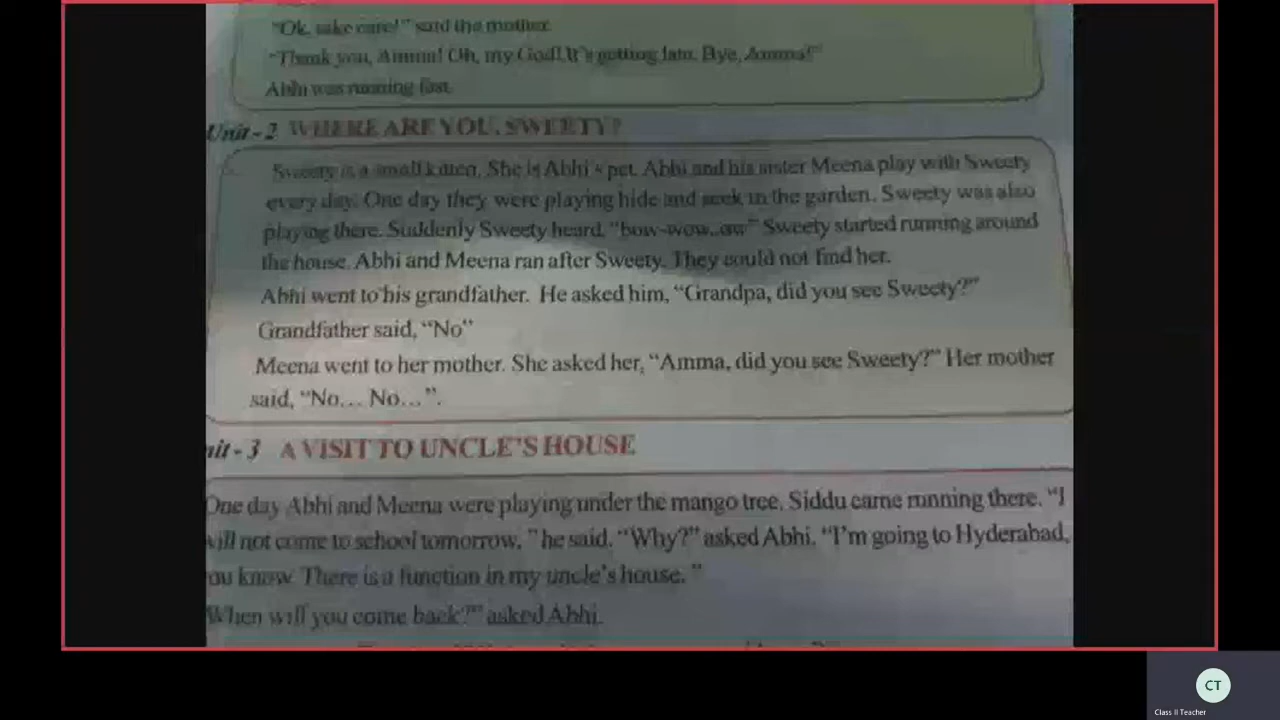 "Ok, take care!" said the mother.
"Thank you, Amma! Oh, my God! It's getting late. Bye, Amma!"
Abhi was running fast.
Unit - 2 WHERE ARE YOU, SWEETY?
Sweety is a small kitten. She is Abhi's pet. Abhi and his sister Meena play with Sweety
every day. One day they were playing hide and seek in the garden. Sweety was also
playing there. Suddenly Sweety heard, "bow-wow..ow" Sweety started running around
the house. Abhi and Meena ran after Sweety. They could not find her.
Abhi went to his grandfather. He asked him, "Grandpa, did you see Sweety?"
Grandfather said, "No"
Meena went to her mother. She asked her, "Amma, did you see Sweety?" Her mother
said, "No... No...".
nit - 3 A VISIT TO UNCLE'S HOUSE
One day Abhi and Meena were playing under the mango tree. Siddu came running there. "I
will not come to school tomorrow, " he said. "Why?" asked Abhi. "I'm going to Hyderabad,
ou know. There is a function in my uncle's house. "
When will you come back?" asked Abhi.
CT
Class II Teacher